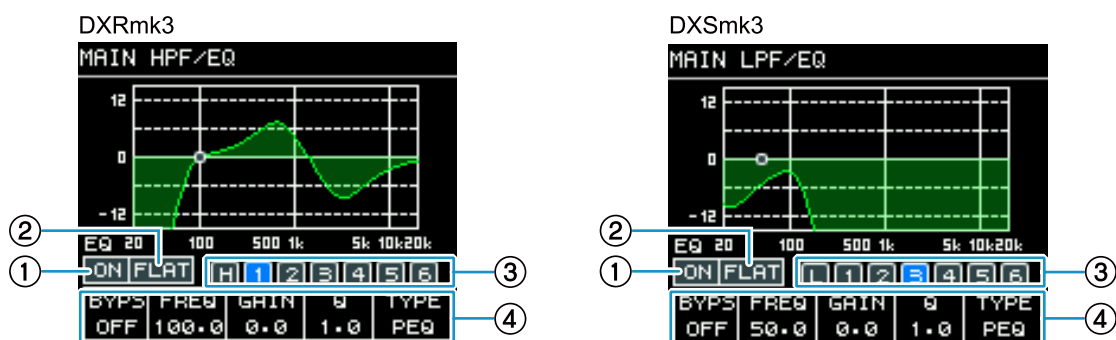 DXRmk3
MAIN HPF/EQ
12
0
-12
EQ 20 100 500 1k 5k 10k20k
②
①
ON FLAT H 1 2 3 4 5 6
③
BYPS FREQ GAIN Q TYPE
OFF 100.0 0.0 1.0 PEQ
④
DXSmk3
MAIN LPF/EQ
12
0
-12
EQ 20 100 500 1k 5k 10k20k
②
①
ON FLAT L 1 2 3 4 5 6
③
BYPS FREQ GAIN Q TYPE
OFF 50.0 0.0 1.0 PEQ
④